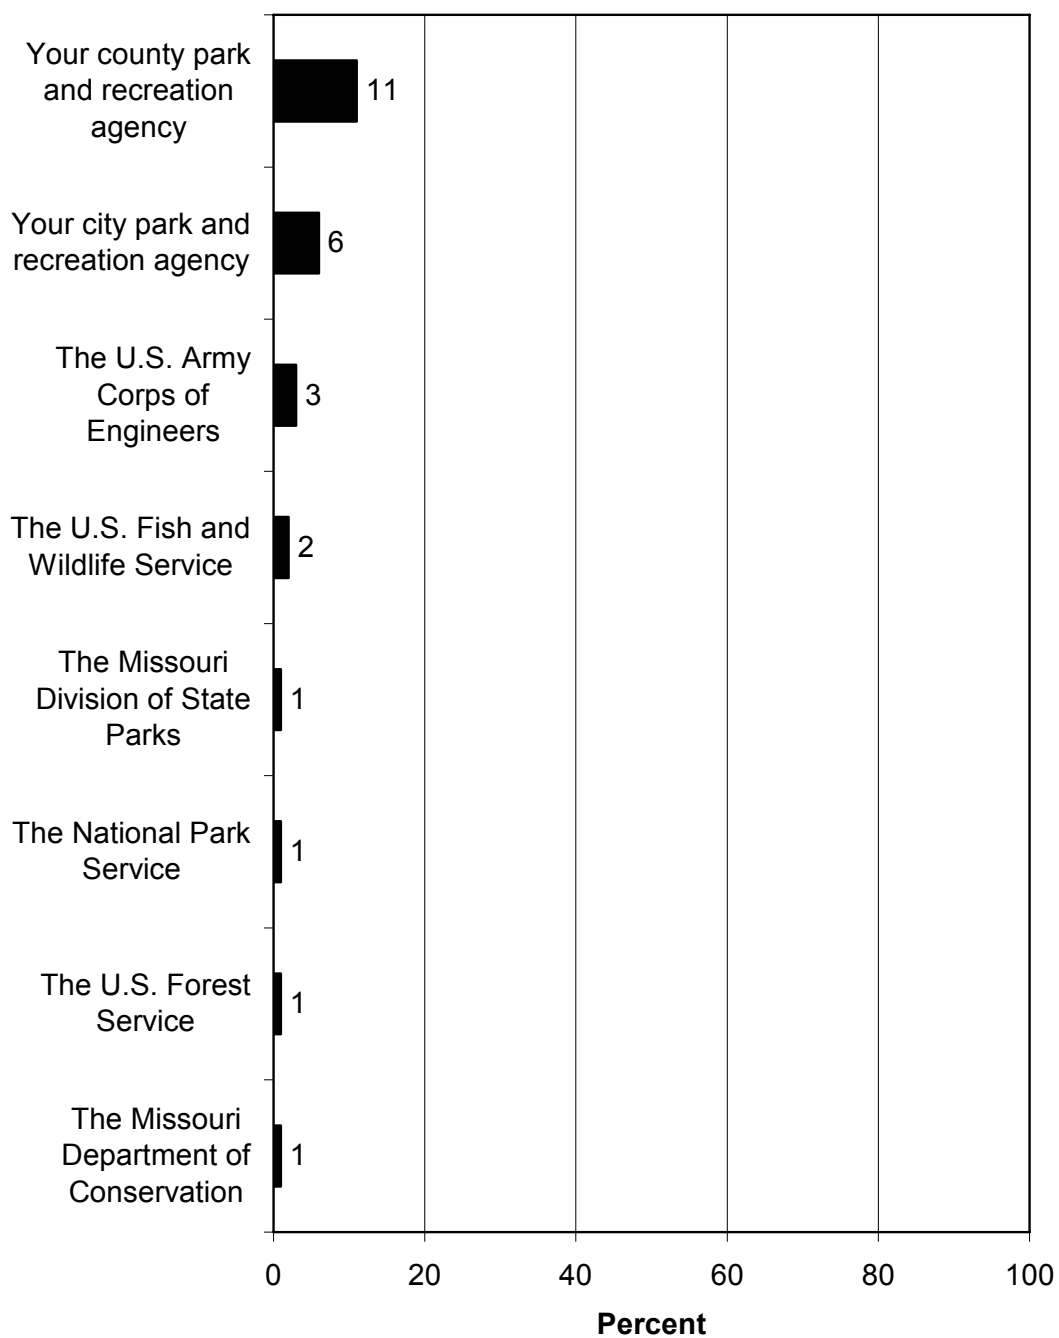 Your county park
and recreation
agency
11
Your city park and
recreation agency
6
The U.S. Army
Corps of
Engineers
3
The U.S. Fish and
Wildlife Service
2
The Missouri
Division of State
Parks
1
The National Park
Service
1
The U.S. Forest
Service
1
The Missouri
Department of
Conservation
1
0 20 40 60 80 100
Percent